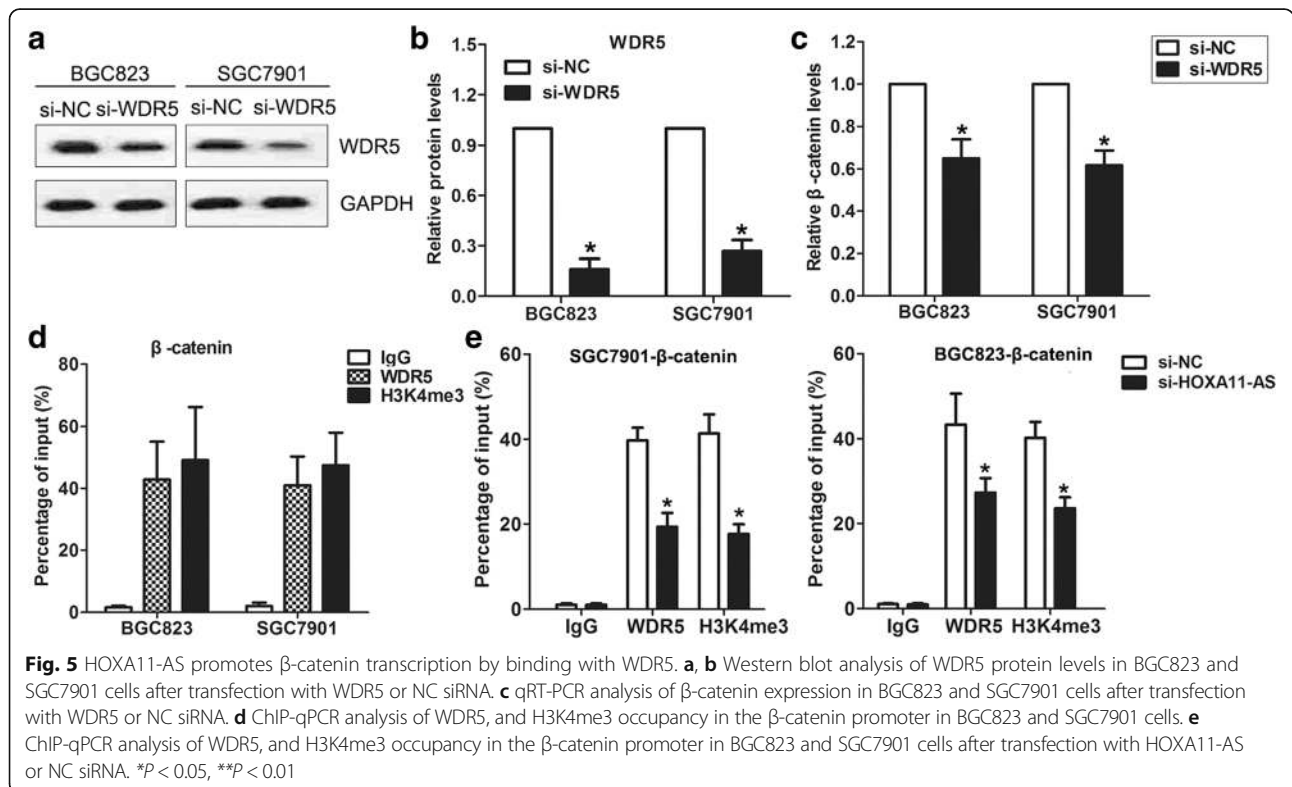 a
BGC823 SGC7901
si-NC si-WDR5 si-NC si-WDR5
WDR5
GAPDH
b
WDR5
si-NC
si-WDR5
Relative protein levels
1.5
1.2
0.9
0.6
0.3
0.0
*
*
BGC823 SGC7901
c
si-NC
si-WDR5
Relative β -catenin levels
1.2
1.0
0.8
0.6
0.4
0.2
0.0
*
*
BGC823 SGC7901
d
β -catenin
IgG
WDR5
H3K4me3
Percentage of input (%)
80
60
40
20
0
BGC823 SGC7901
e
SGC7901-β-catenin
Percentage of input (%)
60
40
20
0
*
*
IgG WDR5 H3K4me3
BGC823-β-catenin
si-NC
si-HOXA11-AS
Percentage of input (%)
60
40
20
0
*
*
IgG WDR5 H3K4me3
Fig. 5 HOXA11-AS promotes β-catenin transcription by binding with WDR5. a, b Western blot analysis of WDR5 protein levels in BGC823 and
SGC7901 cells after transfection with WDR5 or NC siRNA. c qRT-PCR analysis of β-catenin expression in BGC823 and SGC7901 cells after transfection
with WDR5 or NC siRNA. d ChIP-qPCR analysis of WDR5, and H3K4me3 occupancy in the β-catenin promoter in BGC823 and SGC7901 cells. e
ChIP-qPCR analysis of WDR5, and H3K4me3 occupancy in the β-catenin promoter in BGC823 and SGC7901 cells after transfection with HOXA11-AS
or NC siRNA. *P < 0.05, **P < 0.01